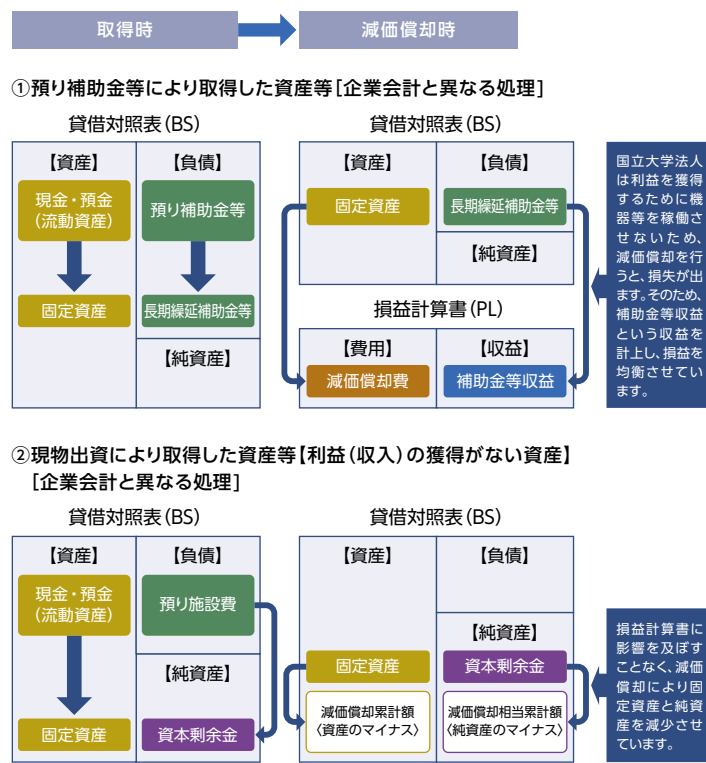 取得時
減価償却時
①預り補助金等により取得した資産等[企業会計と異なる処理]
貸借対照表(BS)
【資産】
【負債】
現金・預金
(流動資産)
預り補助金等
固定資産
長期繰延補助金等
【純資産】
貸借対照表(BS)
【資産】
【負債】
固定資産
長期繰延補助金等
【純資産】
損益計算書(PL)
【費用】
【収益】
減価償却費
補助金等収益
国立大学法人
は利益を獲得
するために機
器等を稼働さ
せないため、
減価償却を行
うと、損失が出
ます。そのため、
補助金等収益
という収益を
計上し、損益を
均衡させてい
ます。
②現物出資により取得した資産等【利益(収入)の獲得がない資産】
[企業会計と異なる処理]
貸借対照表(BS)
【資産】
【負債】
現金・預金
(流動資産)
預り施設費
【純資産】
固定資産
資本剰余金
貸借対照表(BS)
【資産】
【負債】
【純資産】
固定資産
資本剰余金
減価償却累計額
〈資産のマイナス〉
減価償却相当累計額
〈純資産のマイナス〉
損益計算書に
影響を及ぼす
ことなく、減価
償却により固
定資産と純資
産を減少させ
ています。